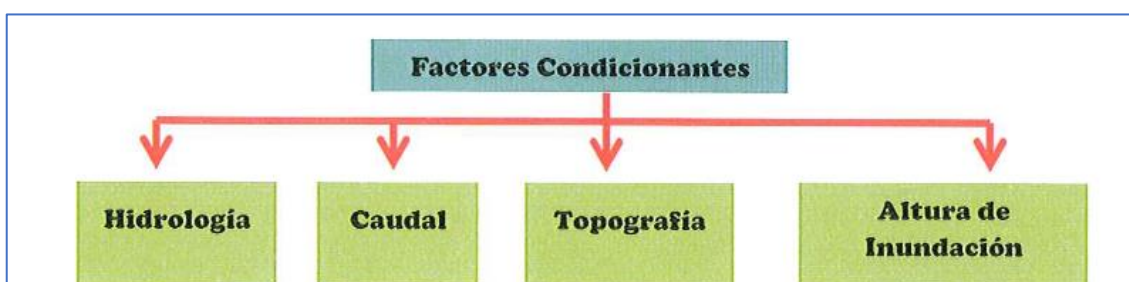 Factores Condicionantes
Hidrología
Caudal
Topografía
Altura de
Inundación